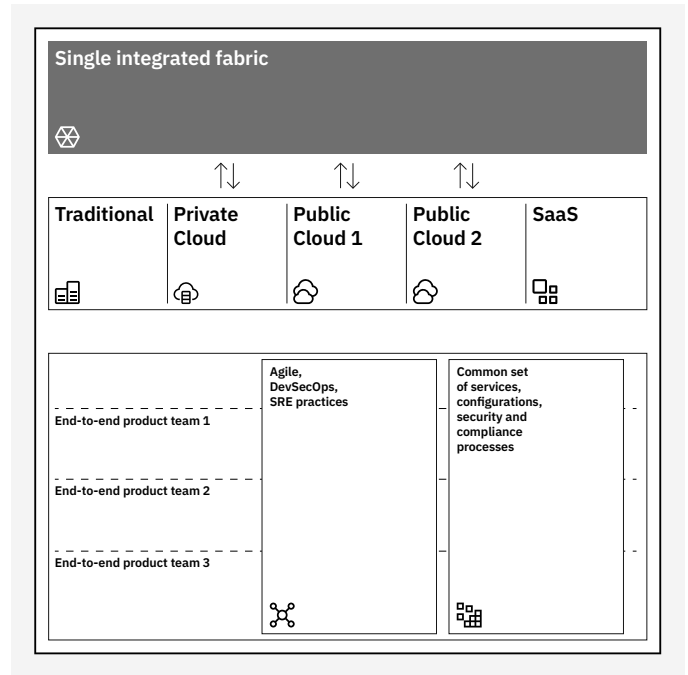 Single integrated fabric
Traditional
Private
Cloud
Public
Cloud 1
Public
Cloud 2
SaaS
Agile,
DevSecOps,
SRE practices
Common set
of services,
configurations,
security and
compliance
processes
End-to-end product team 1
End-to-end product team 2
End-to-end product team 3